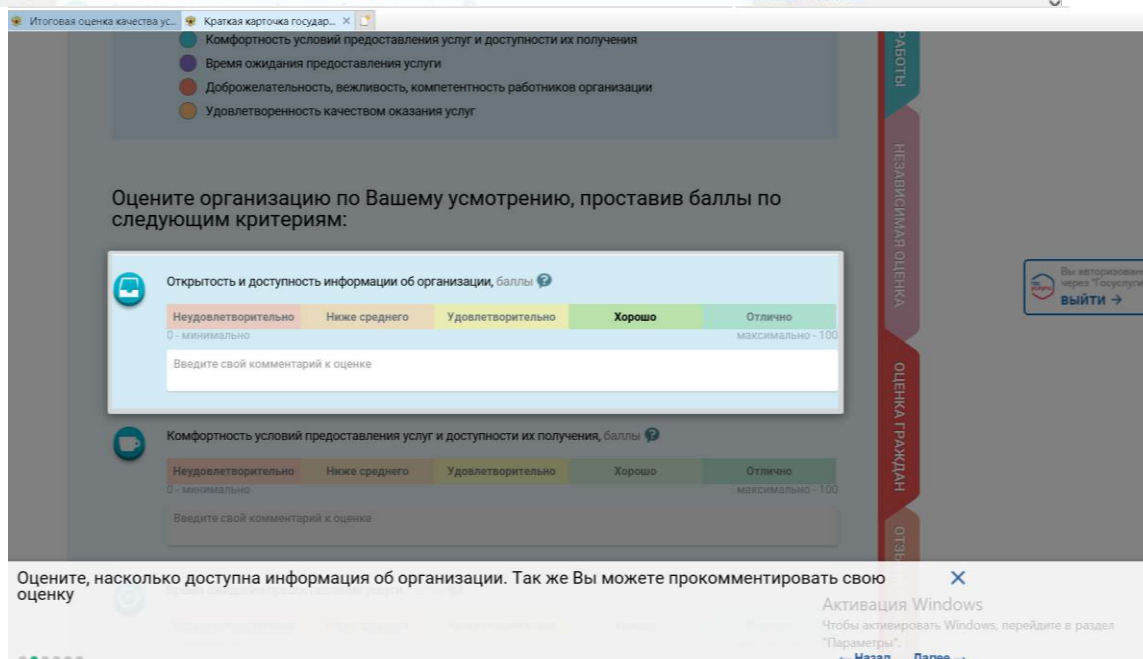 Итоговая оценка качества ус...
Краткая карточка государ...
Комфортность условий предоставления услуг и доступности их получения
Время ожидания предоставления услуги
Доброжелательность, вежливость, компетентность работников организации
Удовлетворенность качеством оказания услуг
РАБОТЫ
НЕЗАВИСИМАЯ ОЦЕНКА
ОЦЕНКА ГРАЖДАН
Оцените организацию по Вашему усмотрению, проставив баллы по
следующим критериям:
Открытость и доступность информации об организации, баллы
Неудовлетворительно Ниже среднего Удовлетворительно Хорошо Отлично
0 - минимально максимально - 100
Введите свой комментарий к оценке
Вы авторизован
через "Госуслуги
ВЫЙТИ →
Комфортность условий предоставления услуг и доступности их получения, баллы
Неудовлетворительно Ниже среднего Удовлетворительно Хорошо Отлично
0 - минимально максимально - 100
Введите свой комментарий к оценке
Оцените, насколько доступна информация об организации. Так же Вы можете прокомментировать свою
оценку
Активация Windows
Чтобы активировать Windows, перейдите в раздел
"Параметры".
← Назад Далее →